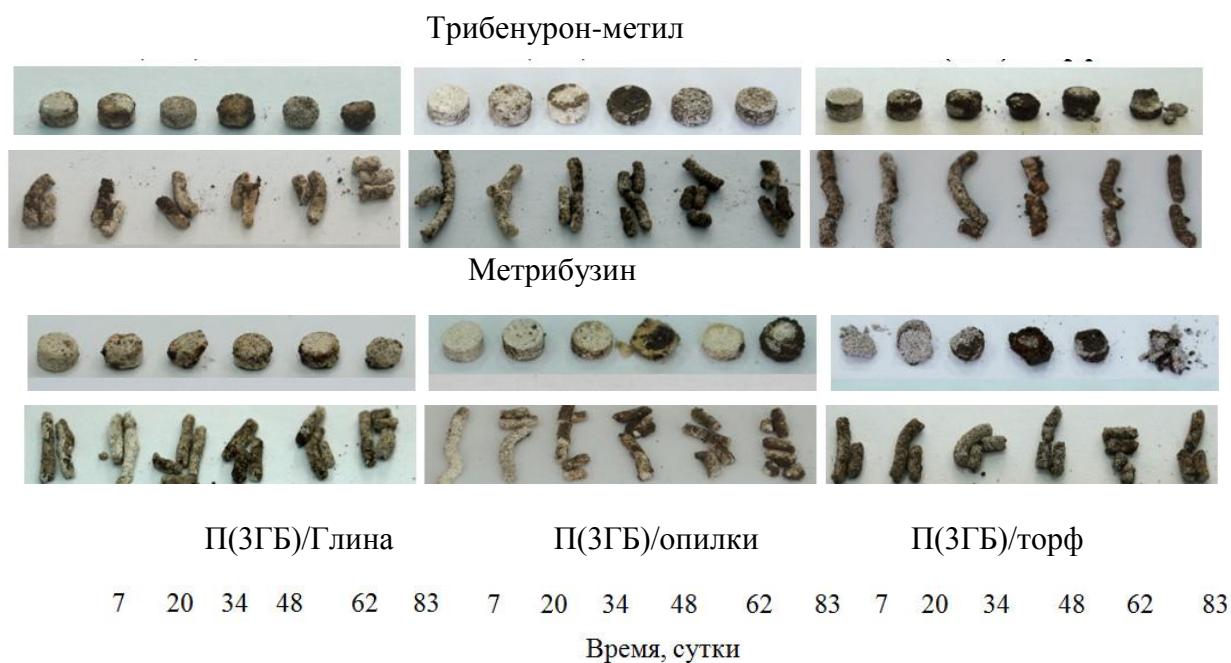 Трибенурон-метил
Метрибузин
П(3ГБ)/Глина П(3ГБ)/опилки П(3ГБ)/торф
7 20 34 48 62 83 7 20 34 48 62 83 7 20 34 48 62 83
Время, сутки